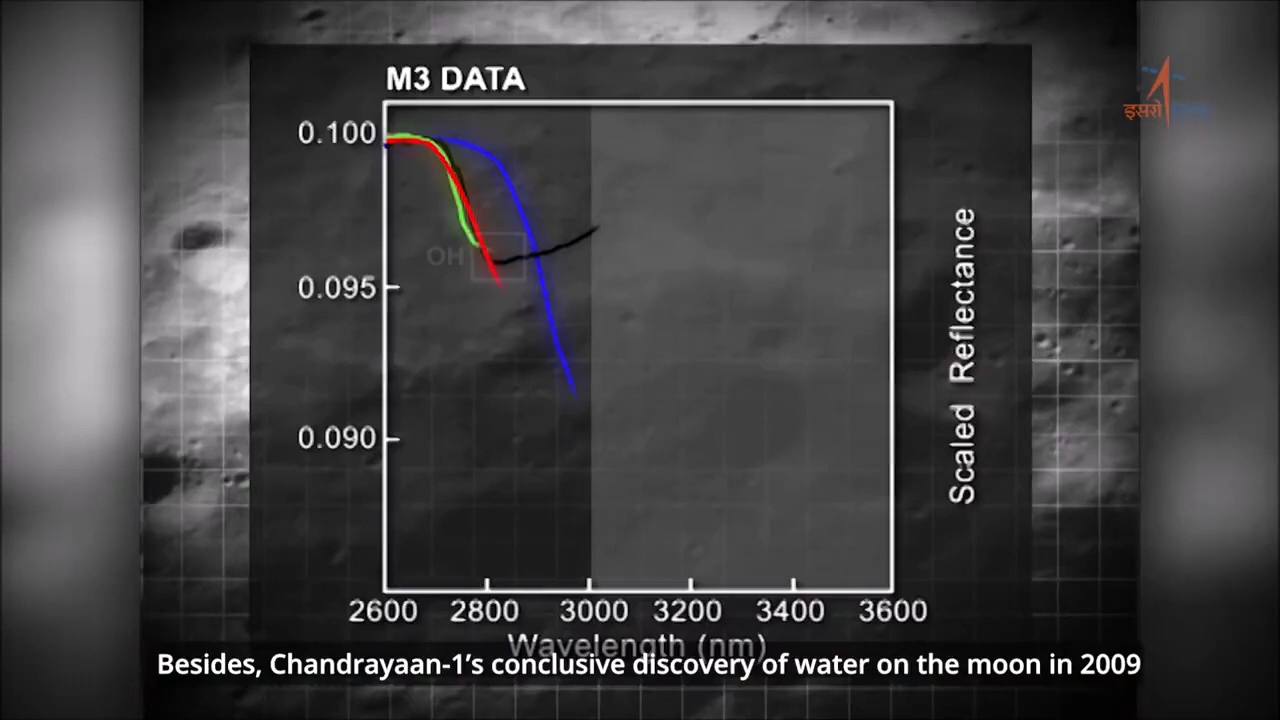 M3 DATA
इसरो
0.100
OH
0.095
0.090
Scaled Reflectance
2600 2800 3000 3200 3400 3600
Wavelength (nm)
Besides, Chandrayaan-1’s conclusive discovery of water on the moon in 2009